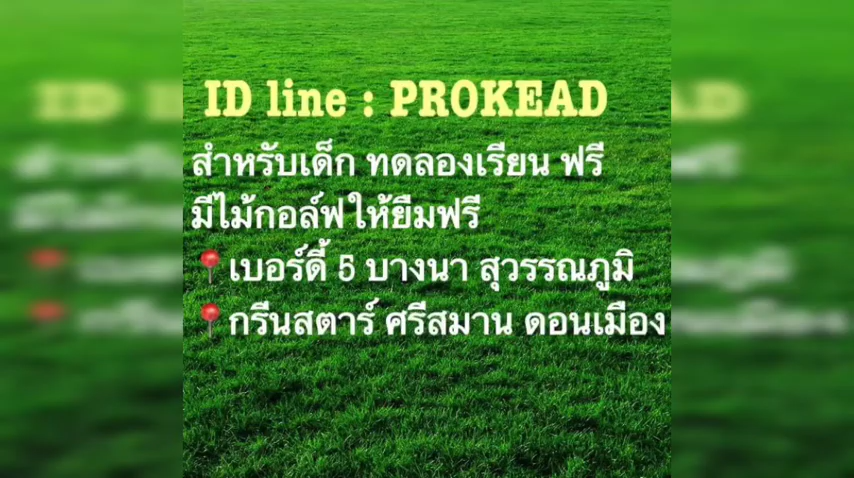 ID line : PROKEAD
สำหรับเด็ก ทดลองเรียน ฟรี
มีไม้กอล์ฟให้ยืมฟรี
📍เบอร์ดี้ 5 บางนา สุวรรณภูมิ
📍กรีนสตาร์ ศรีสมาน ดอนเมือง